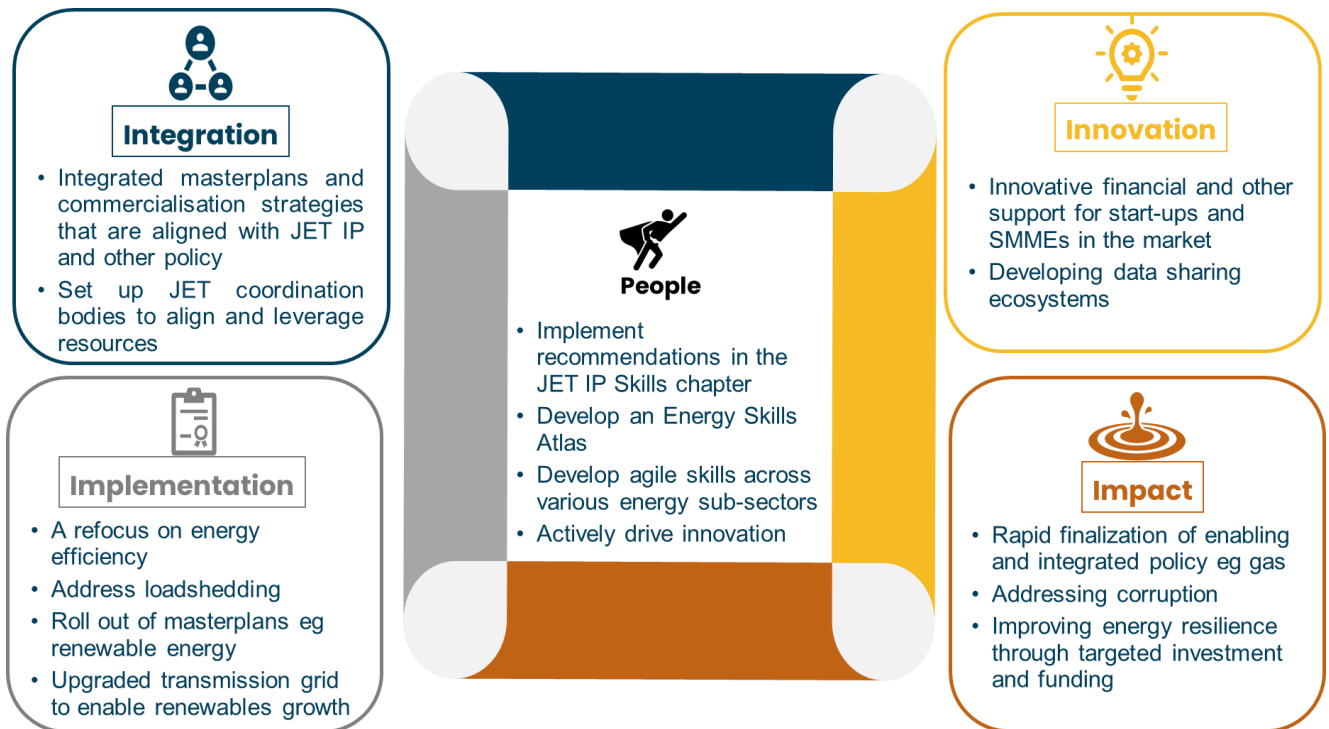 Integration
• Integrated masterplans and
commercialisation strategies
that are aligned with JET IP
and other policy
• Set up JET coordination
bodies to align and leverage
resources
Implementation
• A refocus on energy
efficiency
• Address loadshedding
• Roll out of masterplans eg
renewable energy
• Upgraded transmission grid
to enable renewables growth
People
• Implement
recommendations in the
JET IP Skills chapter
• Develop an Energy Skills
Atlas
• Develop agile skills across
various energy sub-sectors
• Actively drive innovation
Innovation
• Innovative financial and other
support for start-ups and
SMMEs in the market
• Developing data sharing
ecosystems
Impact
• Rapid finalization of enabling
and integrated policy eg gas
• Addressing corruption
• Improving energy resilience
through targeted investment
and funding